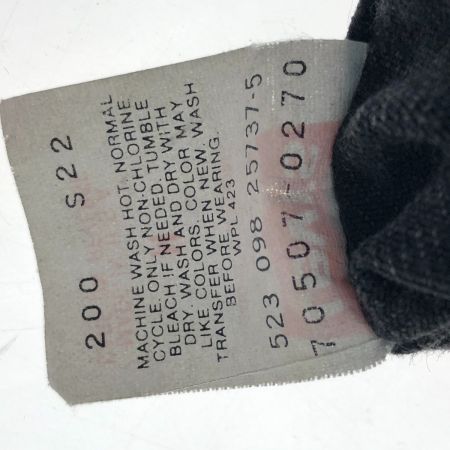 200 S22
MACHINE WASH HOT, NORMAL
CYCLE. ONLY NON-CHLORINE
BLEACH IF NEEDED. TUMBLE
DRY. WASH AND DRY WITH
LIKE COLORS. COLOR MAY
TRANSFER WHEN NEW. WASH
BEFORE WEARING.
WPL 423
523 098 25737-5
70507-0270